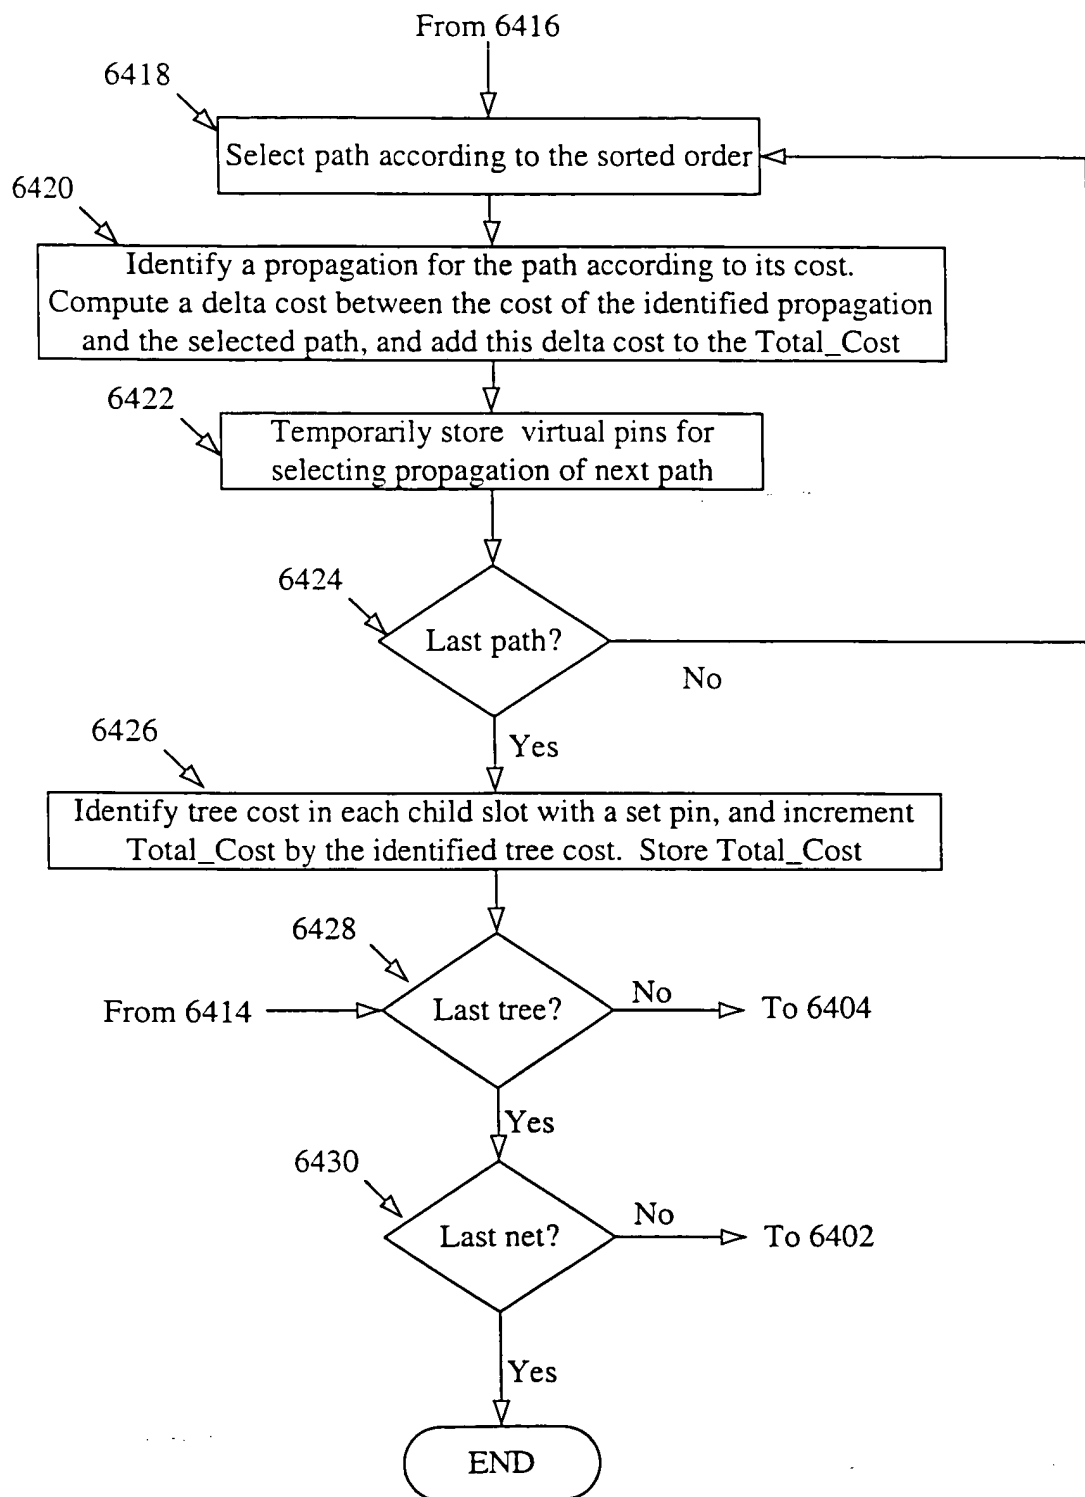 From 6416
6418
Select path according to the sorted order
6420
Identify a propagation for the path according to its cost.
Compute a delta cost between the cost of the identified propagation
and the selected path, and add this delta cost to the Total_Cost
6422
Temporarily store virtual pins for
selecting propagation of next path
6424
Last path?
No
Yes
6426
Identify tree cost in each child slot with a set pin, and increment
Total_Cost by the identified tree cost. Store Total_Cost
6428
From 6414
Last tree?
No
To 6404
Yes
6430
Last net?
No
To 6402
Yes
END